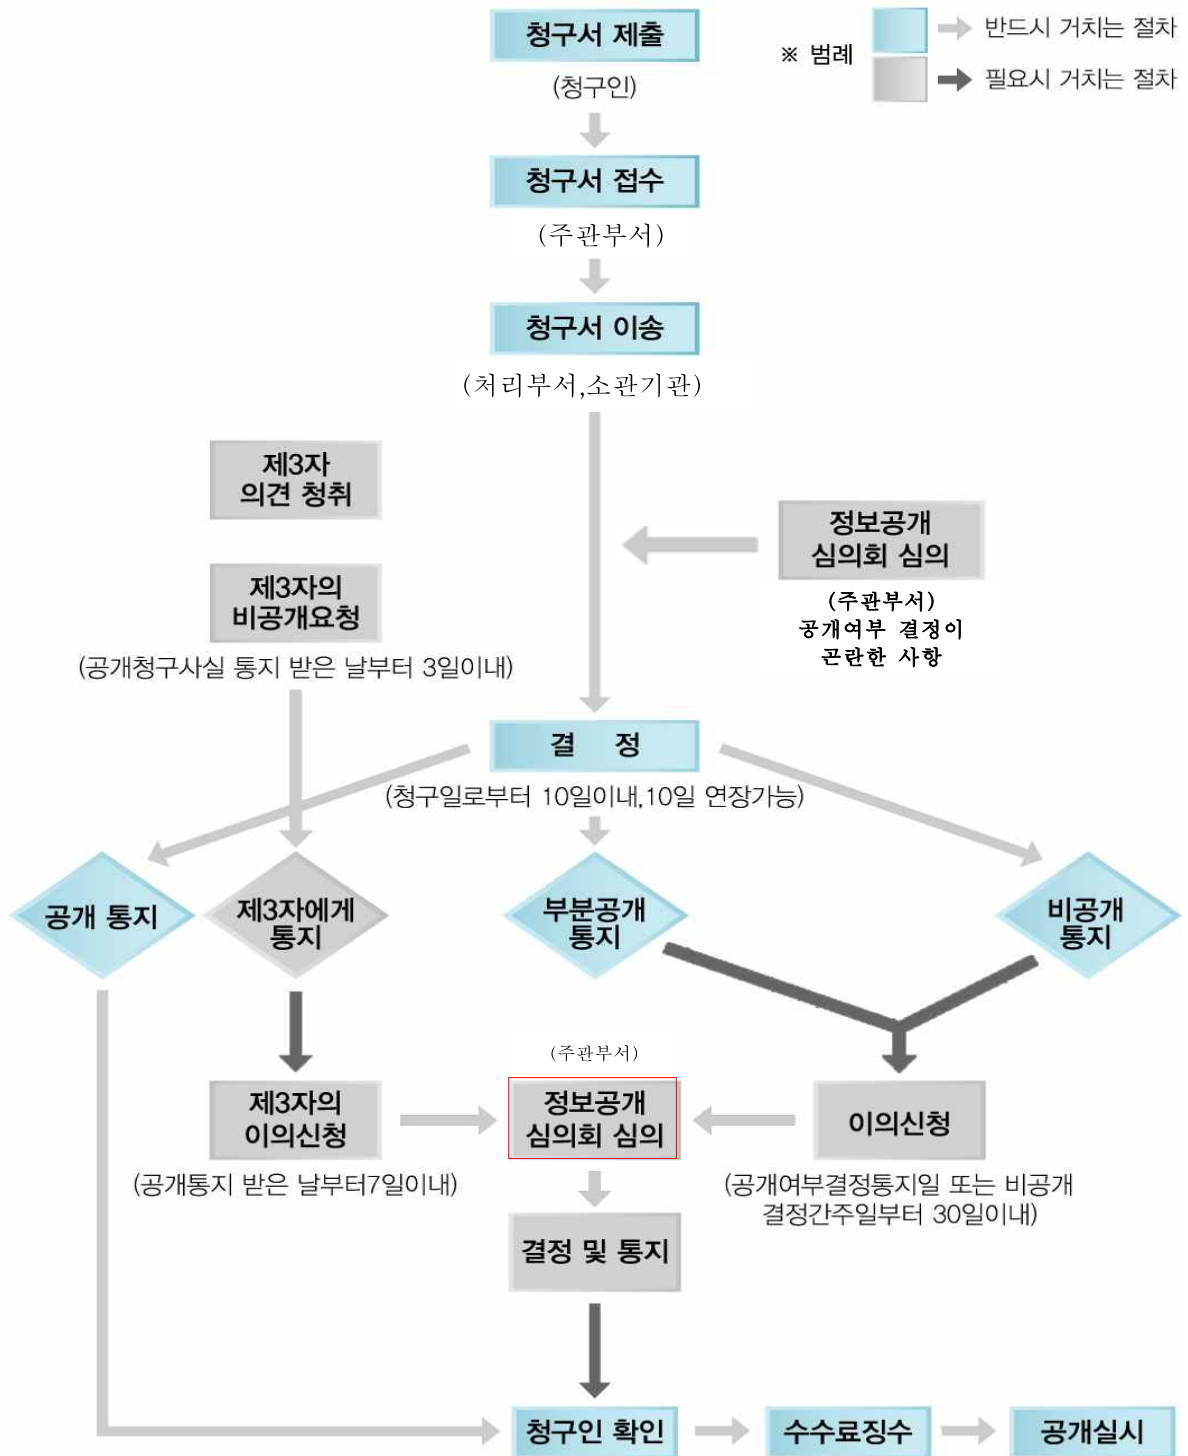 청구서 제출
(청구인)
※ 범례
반드시 거치는 절차
필요시 거치는 절차
청구서 접수
(주관부서)
청구서 이송
(처리부서,소관기관)
제3자
의견 청취
정보공개
심의회 심의
(주관부서)
공개여부 결정이
곤란한 사항
제3자의
비공개요청
(공개청구사실 통지 받은 날부터 3일이내)
결 정
(청구일로부터 10일이내,10일 연장가능)
공개 통지
제3자에게
통지
부분공개
통지
비공개
통지
(주관부서)
제3자의
이의신청
(공개통지 받은 날부터7일이내)
정보공개
심의회 심의
이의신청
(공개여부결정통지일 또는 비공개
결정간주일부터 30일이내)
결정 및 통지
청구인 확인
수수료징수
공개실시